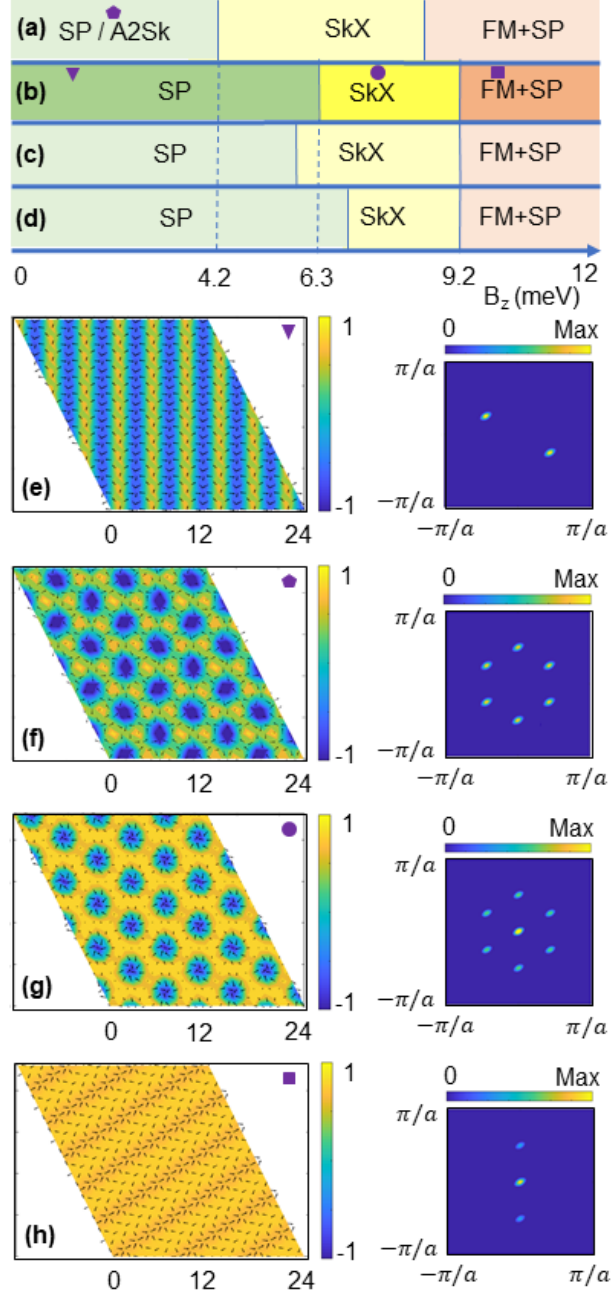 (a) SP / A2Sk SkX FM+SP
(b) SP SkX FM+SP
(c) SP SkX FM+SP
(d) SP SkX FM+SP
0 4.2 6.3 9.2 12
B_z (meV)
1 0 Max
π/a
(e) -1 −π/a
0 12 24 −π/a π/a
1 0 Max
π/a
(f) -1 −π/a
0 12 24 −π/a π/a
1 0 Max
π/a
(g) -1 −π/a
0 12 24 −π/a π/a
1 0 Max
π/a
(h) -1 −π/a
0 12 24 −π/a π/a